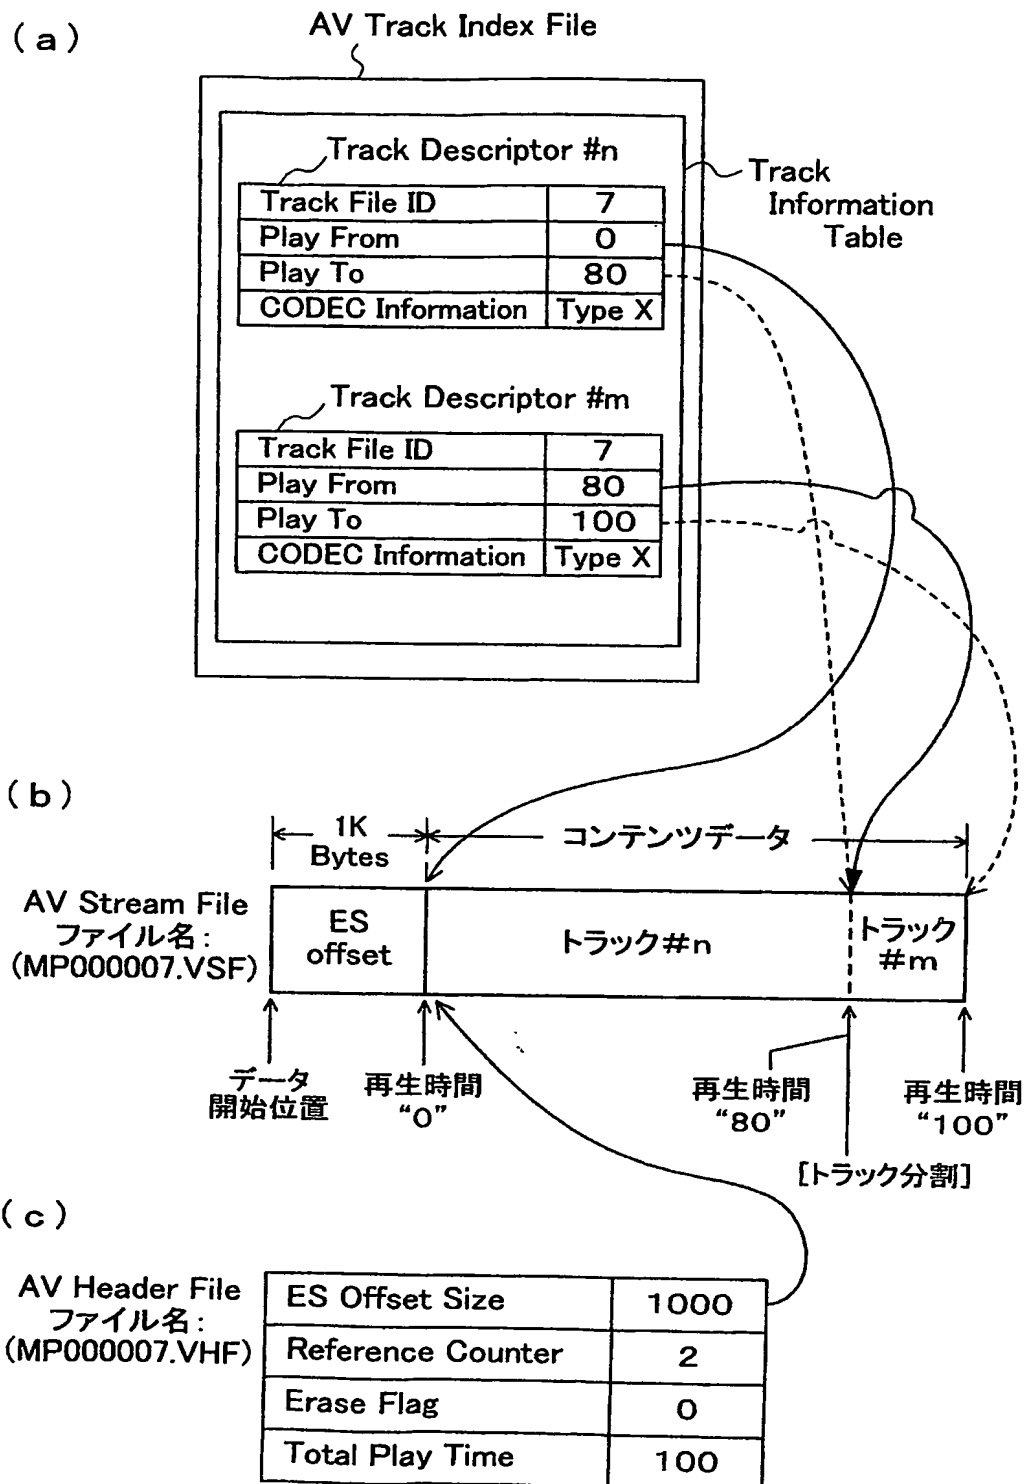 (a)
AV Track Index File
Track Descriptor #n
Track File ID 7
Play From 0
Play To 80
CODEC Information Type X
Track
Information
Table
Track Descriptor #m
Track File ID 7
Play From 80
Play To 100
CODEC Information Type X
(b)
1K
Bytes
コンテンツデータ
AV Stream File
ファイル名:
(MP000007.VSF)
ES
offset
トラック#n
トラック
#m
データ
開始位置
再生時間
“0”
再生時間
“80”
再生時間
“100”
[トラック分割]
(c)
AV Header File
ファイル名:
(MP000007.VHF)
ES Offset Size 1000
Reference Counter 2
Erase Flag 0
Total Play Time 100